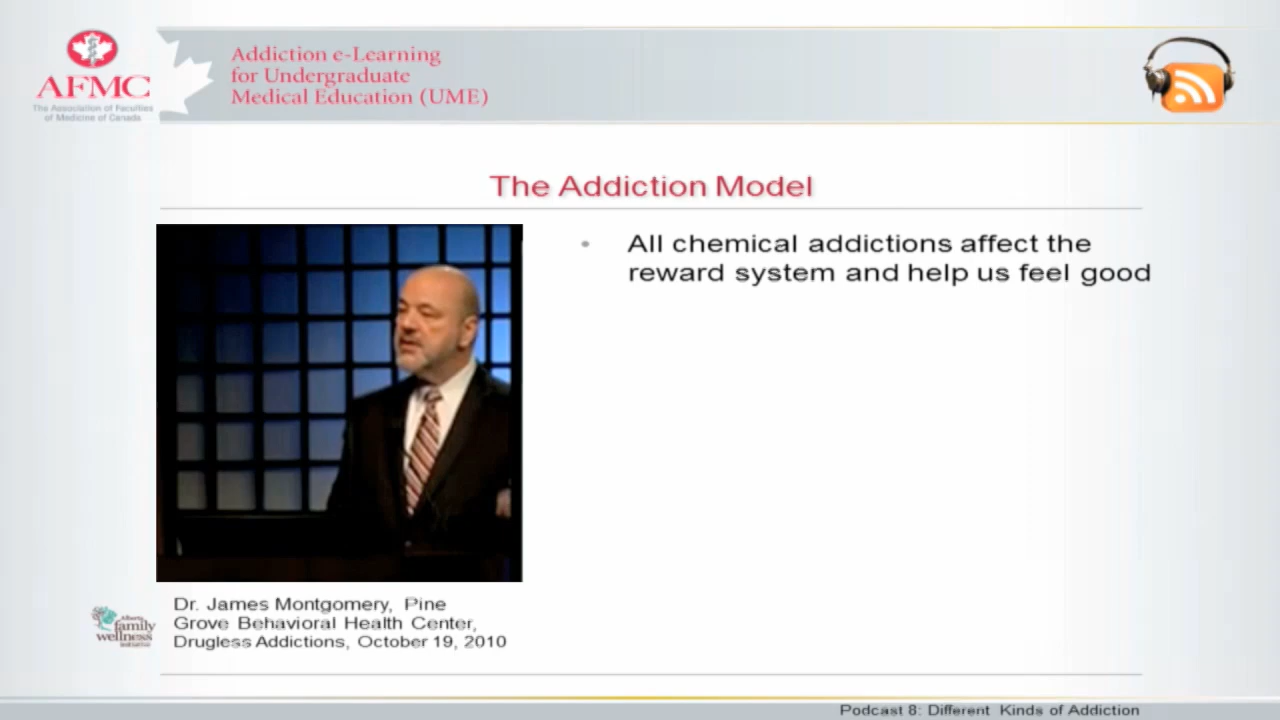 AFMC
The Association of Faculties
of Medicine of Canada
Addiction e-Learning
for Undergraduate
Medical Education (UME)
The Addiction Model
• All chemical addictions affect the
reward system and help us feel good
Dr. James Montgomery, Pine
Grove Behavioral Health Center,
Drugless Addictions, October 19, 2010
Alberta
family
wellness
initiative
Podcast 8: Different Kinds of Addiction